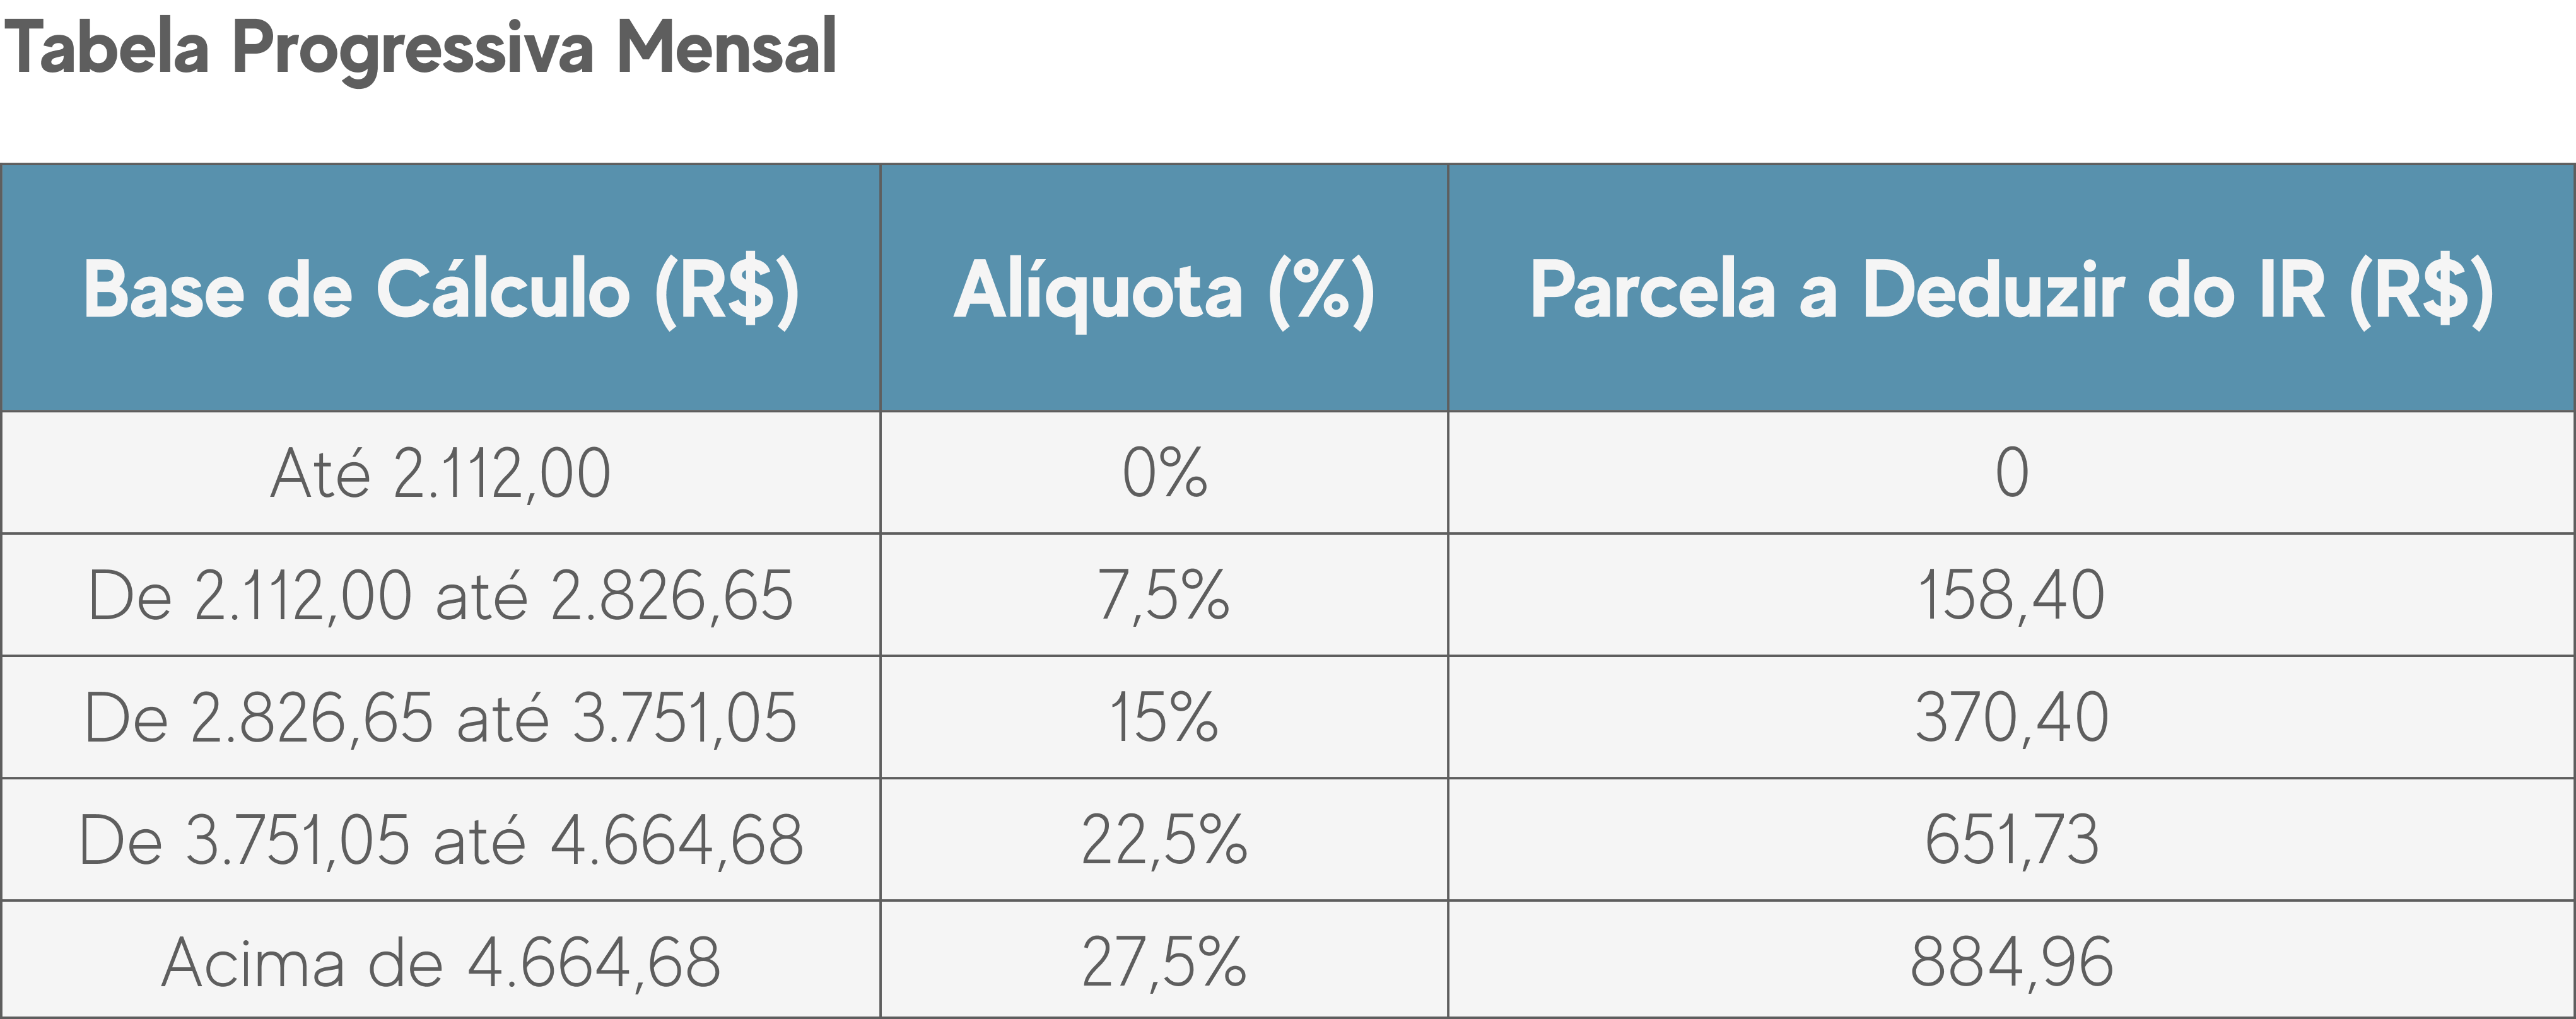 Tabela Progressiva Mensal
Base de Cálculo (R$) Alíquota (%) Parcela a Deduzir do IR (R$)
Até 2.112,00 0% 0
De 2.112,00 até 2.826,65 7,5% 158,40
De 2.826,65 até 3.751,05 15% 370,40
De 3.751,05 até 4.664,68 22,5% 651,73
Acima de 4.664,68 27,5% 884,96